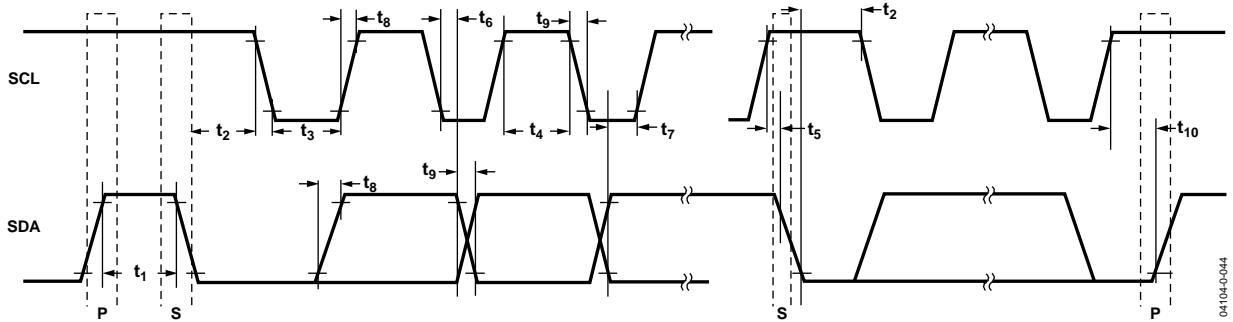 t8 t6 t9 t2
SCL
t2 t3 t4 t7 t5 t10
t9 t8
SDA
t1
P S S P
04104-0-044